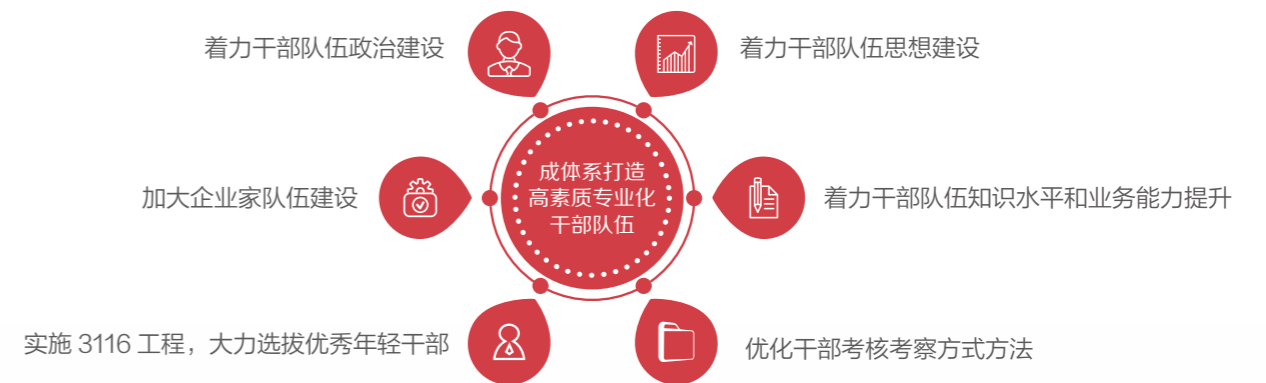 着力干部队伍政治建设
着力干部队伍思想建设
成体系打造
高素质专业化
干部队伍
加大企业家队伍建设
着力干部队伍知识水平和业务能力提升
实施 3116 工程，大力选拔优秀年轻干部
优化干部考核考察方式方法